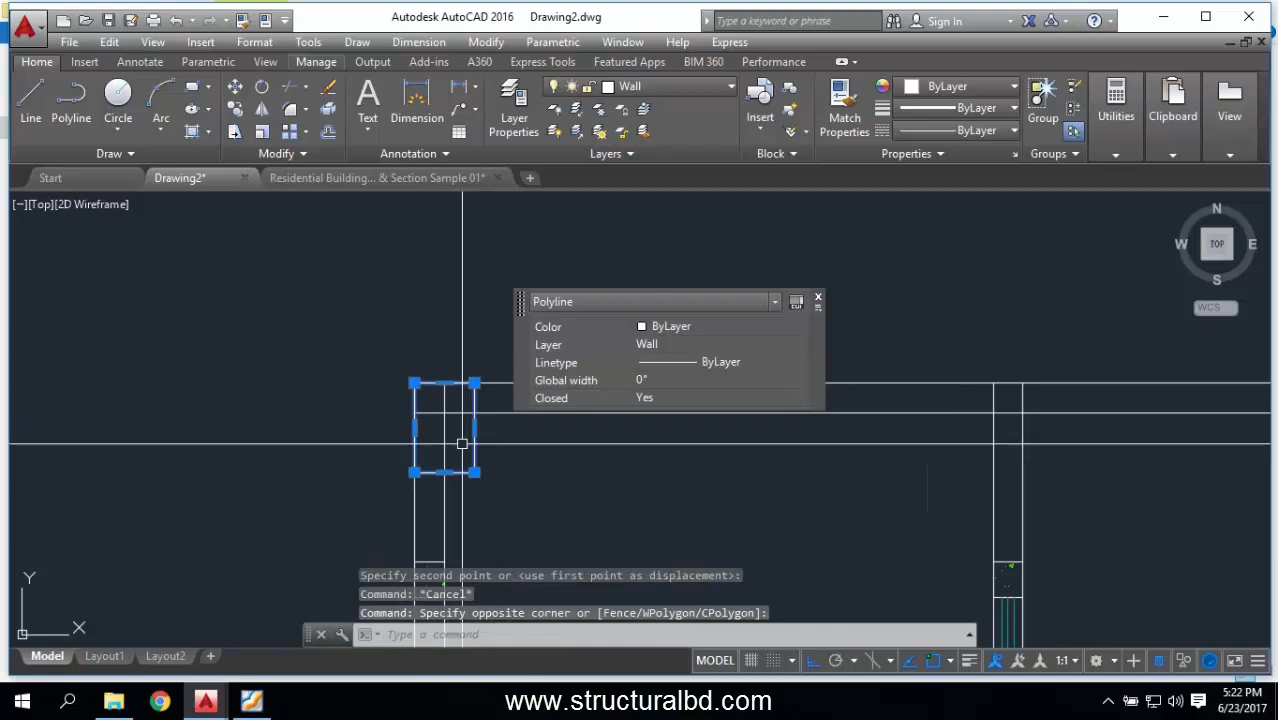 Autodesk AutoCAD 2016 Drawing2.dwg
Type a keyword or phrase
Sign In
File Edit View Insert Format Tools Draw Dimension Modify Parametric Window Help Express
Home Insert Annotate Parametric View Manage Output Add-ins A360 Express Tools Featured Apps BIM 360 Performance
Line Polyline Circle Arc
Text Dimension
Layer Properties
Wall
Insert
Match Properties
ByLayer
ByLayer
ByLayer
Group
Utilities
Clipboard
View
Draw Modify Annotation Layers Block Properties Groups
Start Drawing2* Residential Building... & Section Sample 01*
[−][Top][2D Wireframe]
N
W TOP E
S
WCS
Polyline
Color ByLayer
Layer Wall
Linetype ByLayer
Global width 0"
Closed Yes
Y
X
Specify second point or <use first point as displacement>:
Command: *Cancel*
Command: Specify opposite corner or [Fence/WPolygon/CPolygon]:
Type a command
Model Layout1 Layout2 +
MODEL 1:1
www.structuralbd.com
5:22 PM
6/23/2017